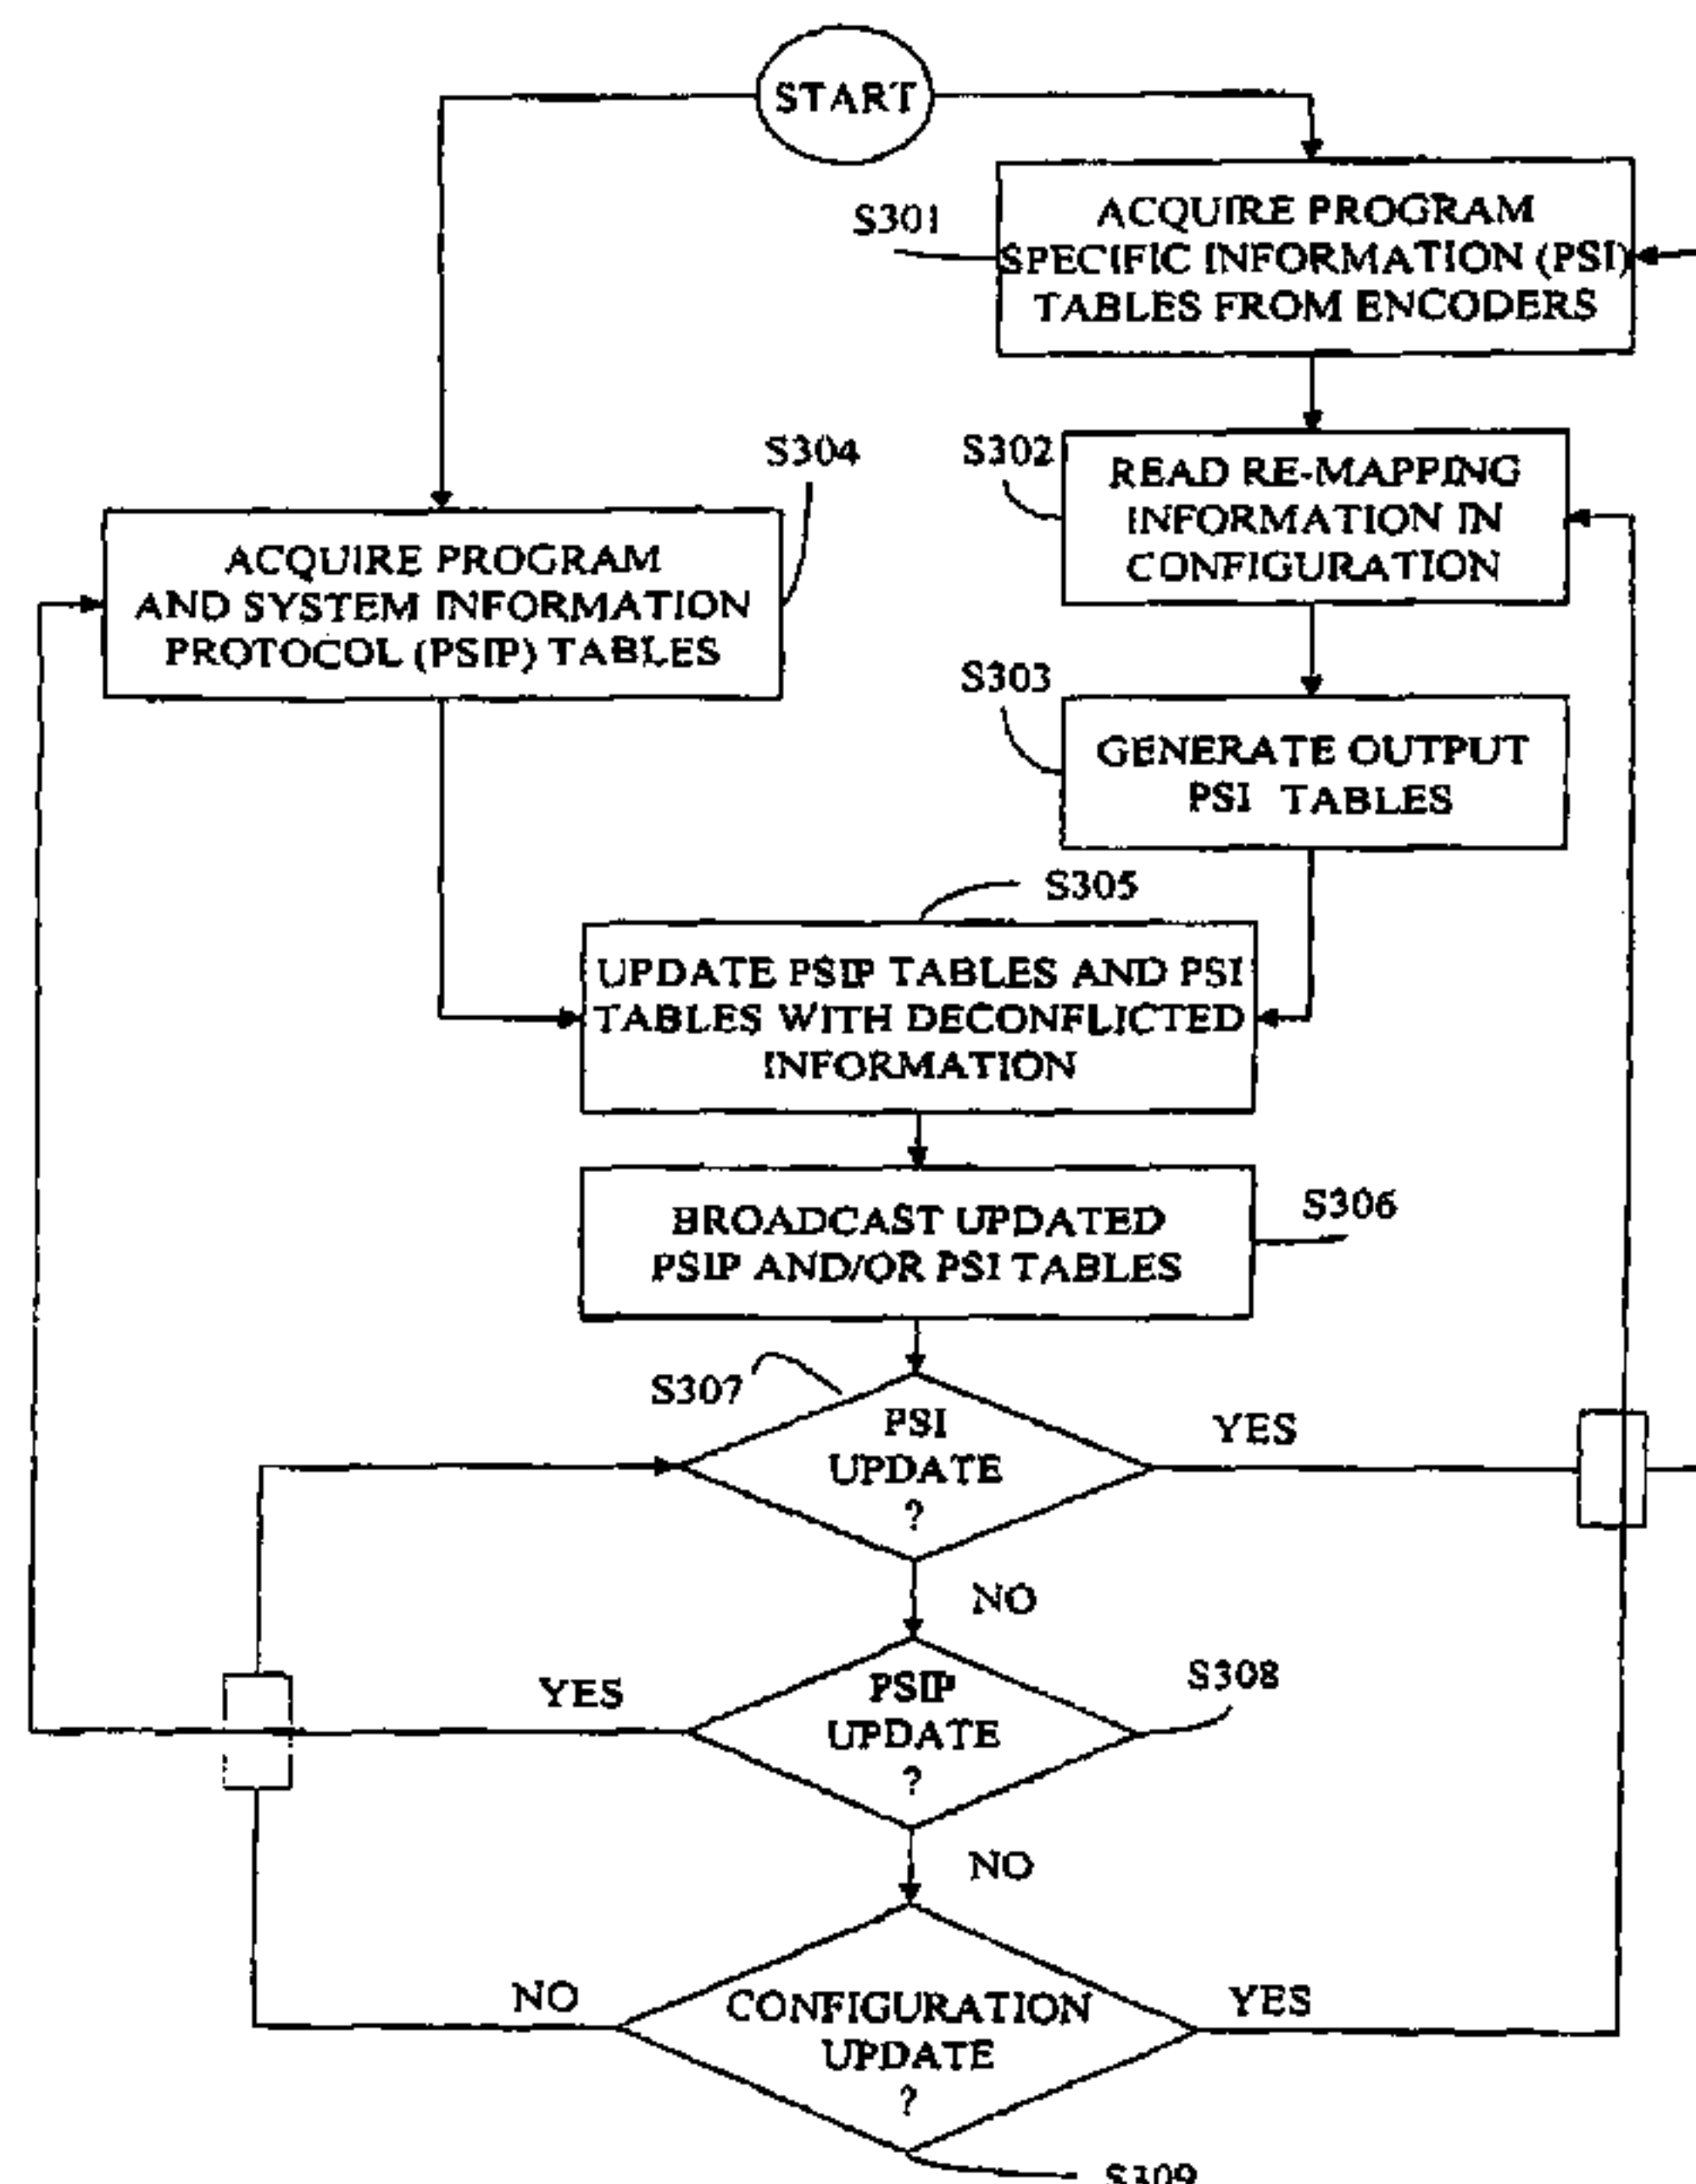 START
S301
ACQUIRE PROGRAM
SPECIFIC INFORMATION (PSI)
TABLES FROM ENCODERS
S304
S302
READ RE-MAPPING
INFORMATION IN
CONFIGURATION
ACQUIRE PROGRAM
AND SYSTEM INFORMATION
PROTOCOL (PSIP) TABLES
S303
GENERATE OUTPUT
PSI TABLES
S305
UPDATE PSIP TABLES AND PSI
TABLES WITH DECONFLICTED
INFORMATION
BROADCAST UPDATED
PSIP AND/OR PSI TABLES
S306
S307
PSI
UPDATE
?
YES
NO
YES
PSIP
UPDATE
?
S308
NO
NO
CONFIGURATION
UPDATE
?
YES
S309